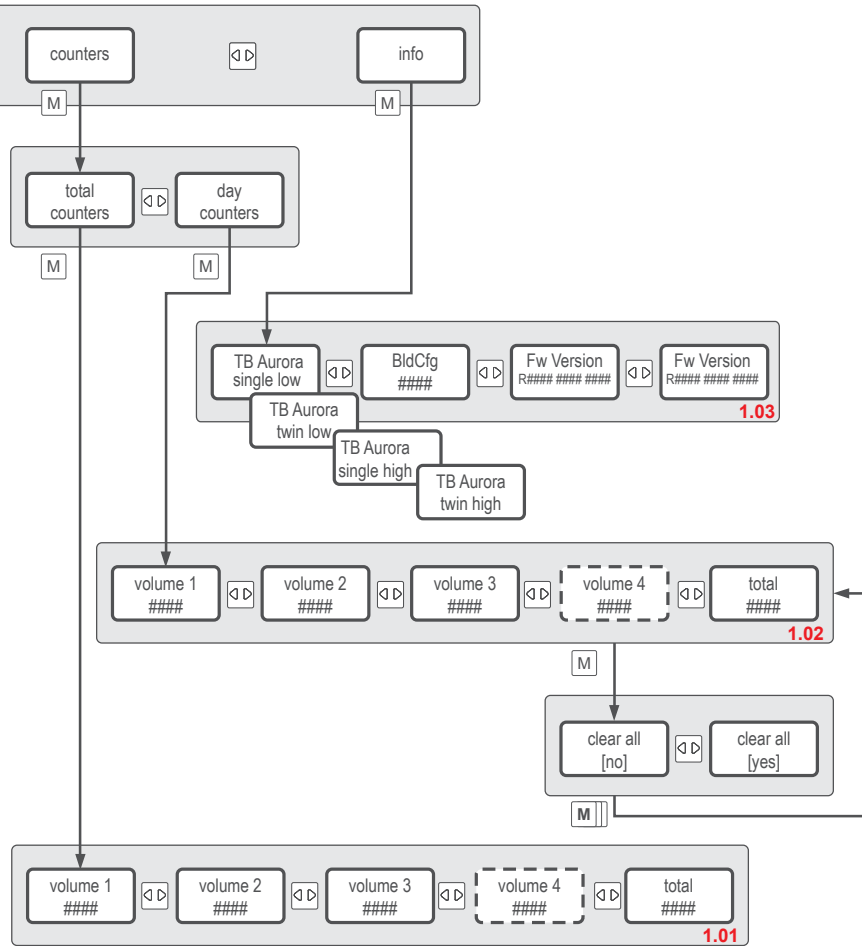 counters
info
M
M
total
counters
day
counters
M
M
TB Aurora
single low
BldCfg
####
Fw Version
R#### #### ####
Fw Version
R#### #### ####
1.03
TB Aurora
twin low
TB Aurora
single high
TB Aurora
twin high
volume 1
####
volume 2
####
volume 3
####
volume 4
####
total
####
1.02
M
clear all
[no]
clear all
[yes]
M
volume 1
####
volume 2
####
volume 3
####
volume 4
####
total
####
1.01